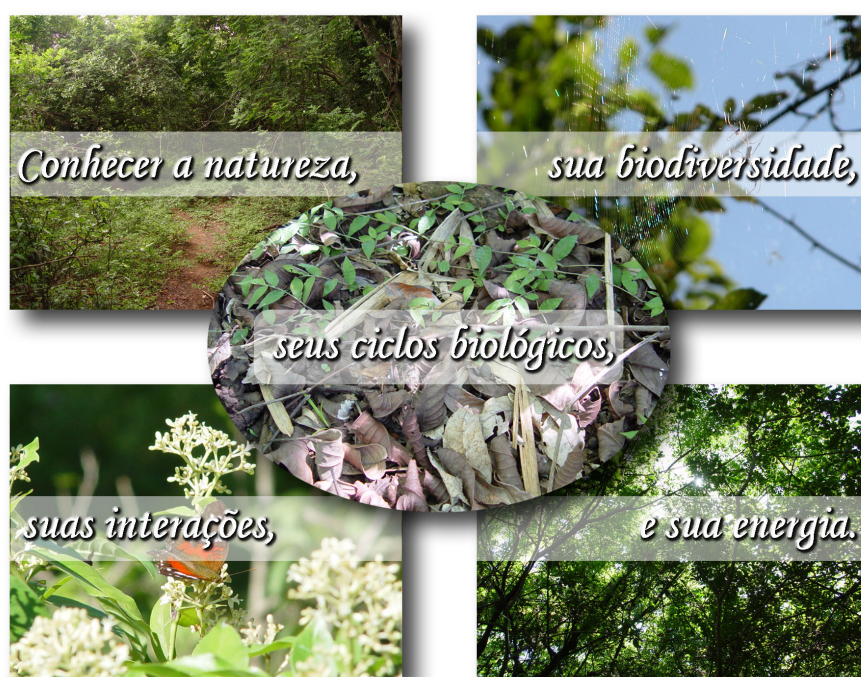 Conhecer a natureza,
sua biodiversidade,
seus ciclos biológicos,
suas interações,
e sua energia.